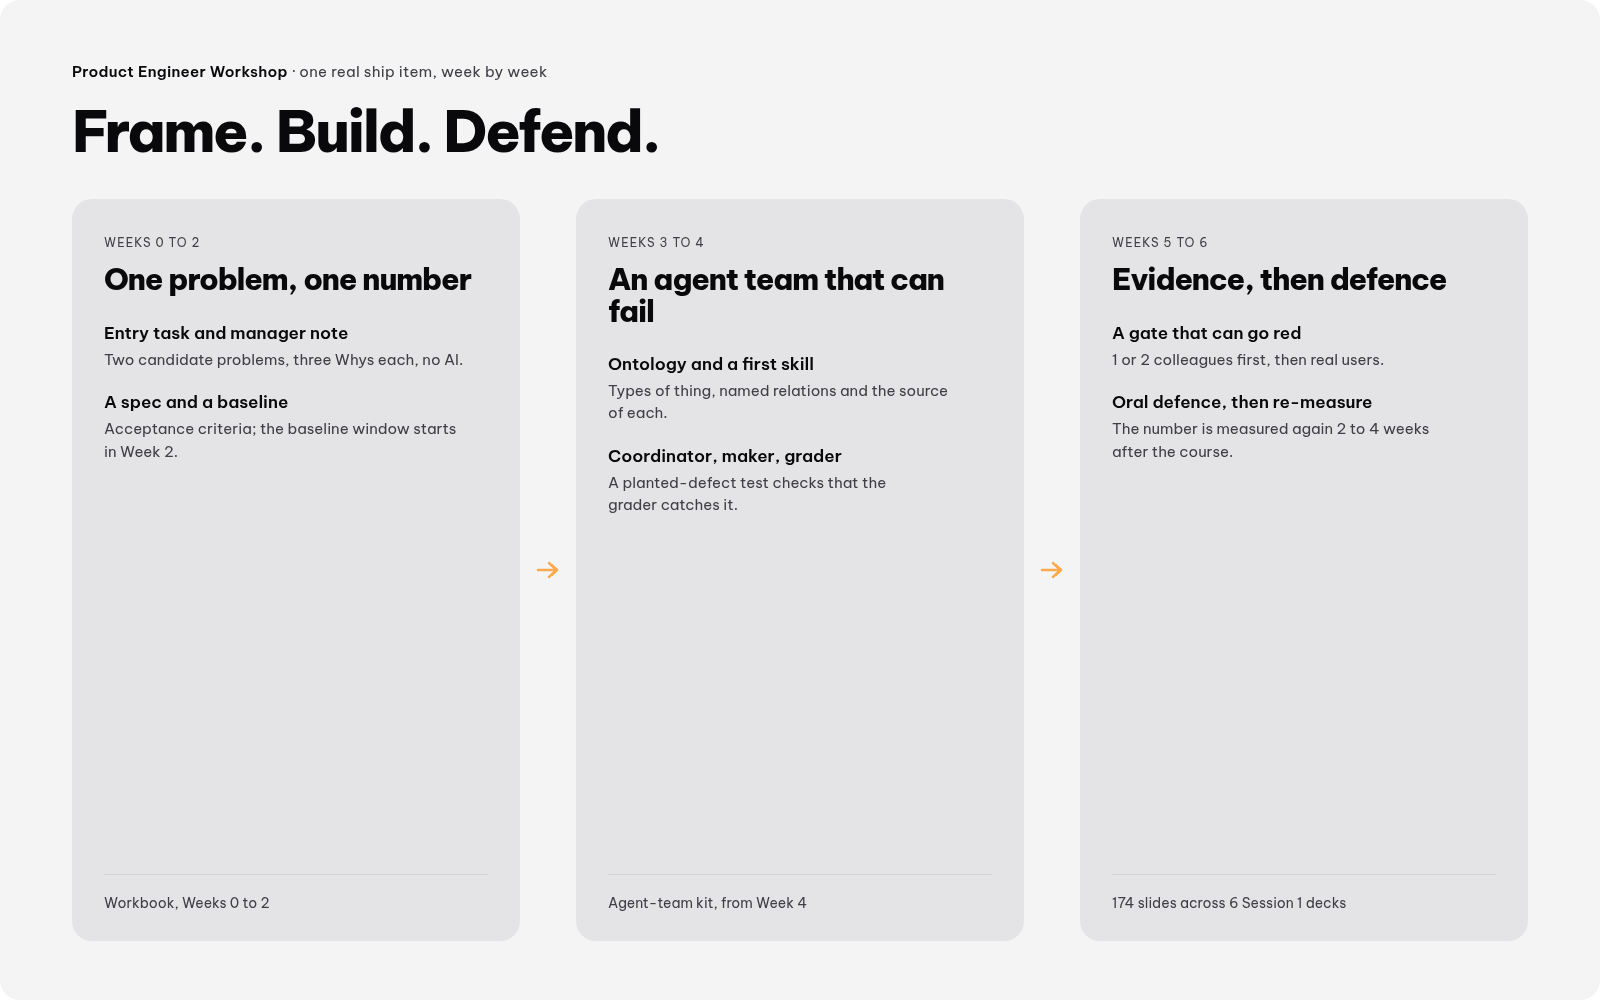 Product Engineer Workshop · one real ship item, week by week
Frame. Build. Defend.
WEEKS 0 TO 2
One problem, one number
Entry task and manager note
Two candidate problems, three Whys each, no AI.
A spec and a baseline
Acceptance criteria; the baseline window starts
in Week 2.
Workbook, Weeks 0 to 2
WEEKS 3 TO 4
An agent team that can
fail
Ontology and a first skill
Types of thing, named relations and the source
of each.
Coordinator, maker, grader
A planted-defect test checks that the
grader catches it.
Agent-team kit, from Week 4
WEEKS 5 TO 6
Evidence, then defence
A gate that can go red
1 or 2 colleagues first, then real users.
Oral defence, then re-measure
The number is measured again 2 to 4 weeks
after the course.
174 slides across 6 Session 1 decks